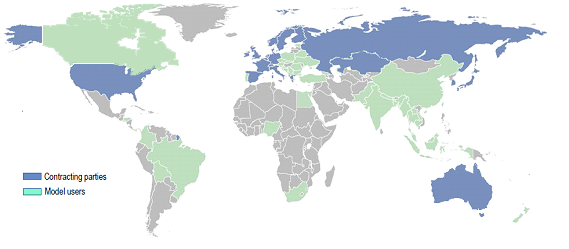 Contracting parties
Model users